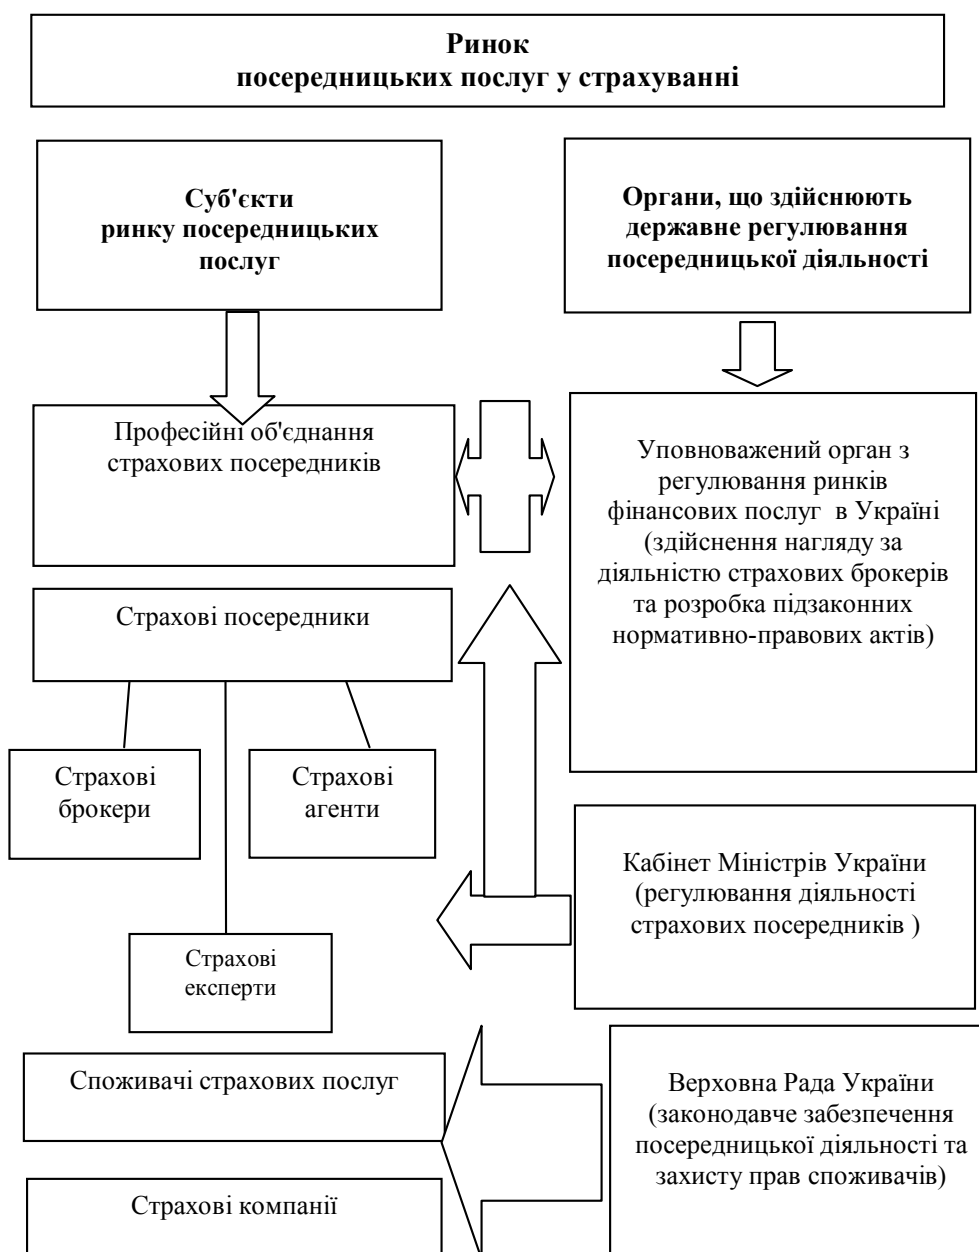 Ринок
посередницьких послуг у страхуванні
Суб'єкти
ринку посередницьких
послуг
Органи, що здійснюють
державне регулювання
посередницької діяльності
Професійні об'єднання
страхових посередників
Уповноважений орган з
регулювання ринків
фінансових послуг в Україні
(здійснення нагляду за
діяльністю страхових брокерів
та розробка підзаконних
нормативно-правових актів)
Страхові посередники
Страхові
брокери
Страхові
агенти
Страхові
експерти
Кабінет Міністрів України
(регулювання діяльності
страхових посередників )
Споживачі страхових послуг
Страхові компанії
Верховна Рада України
(законодавче забезпечення
посередницької діяльності та
захисту прав споживачів)